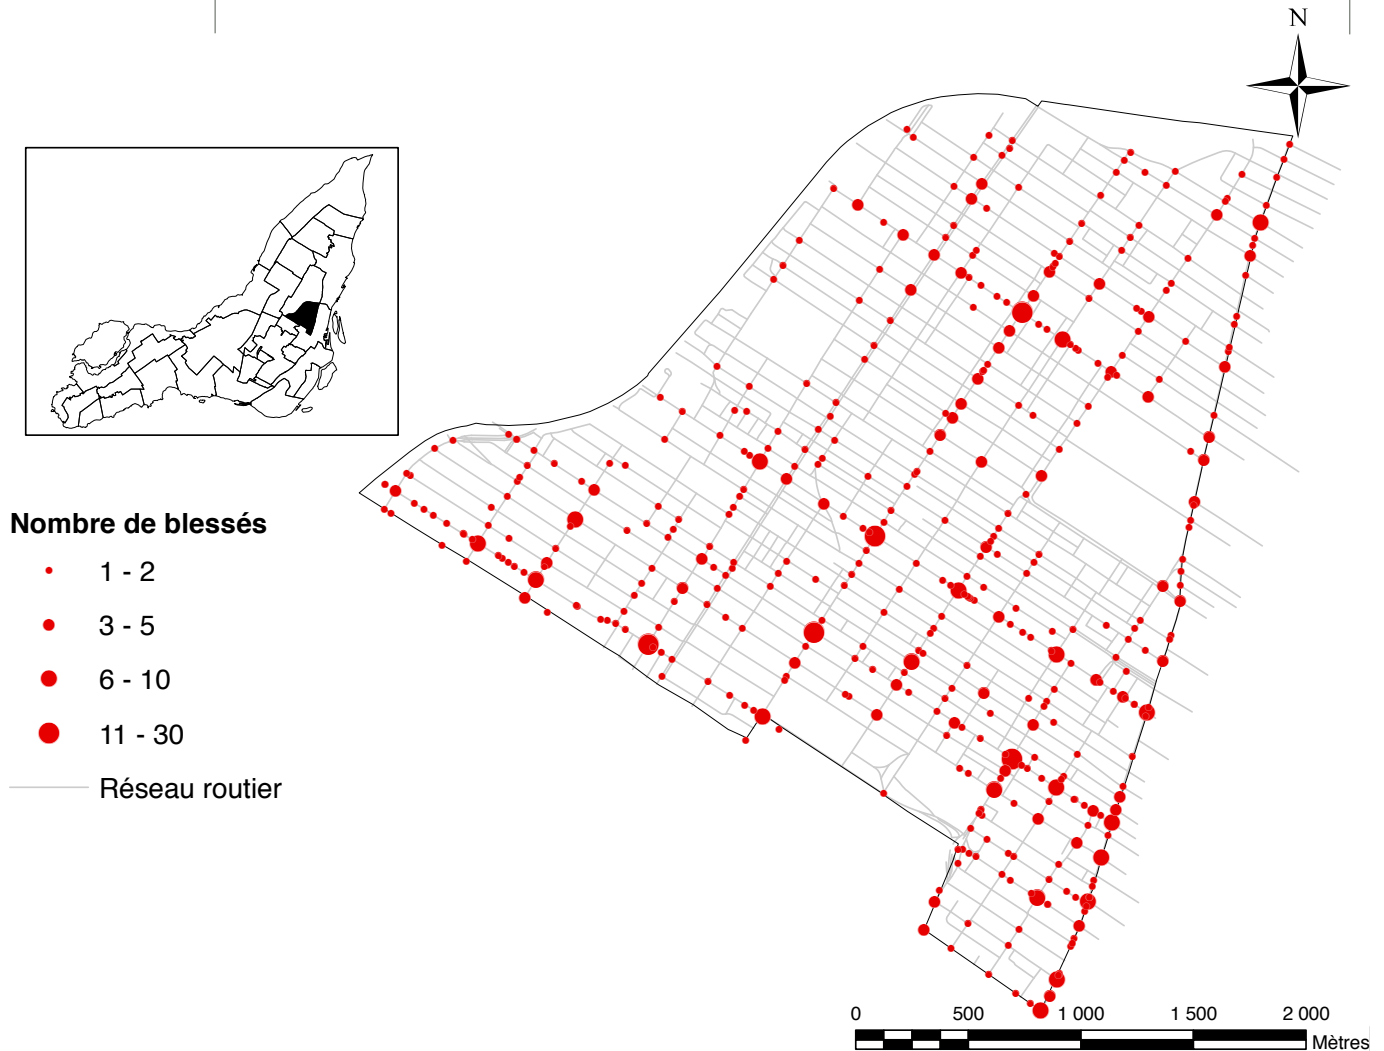 N
Nombre de blessés
1 - 2
3 - 5
6 - 10
11 - 30
Réseau routier
0 500 1 000 1 500 2 000
Mètres